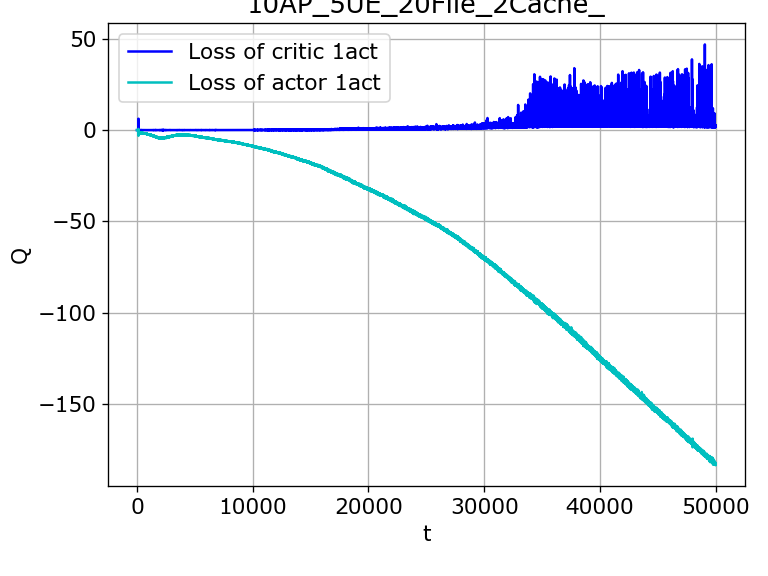 10AP_5UE_20File_2Cache_
Loss of critic 1act
Loss of actor 1act
50
0
−50
−100
−150
Q
0 10000 20000 30000 40000 50000
t